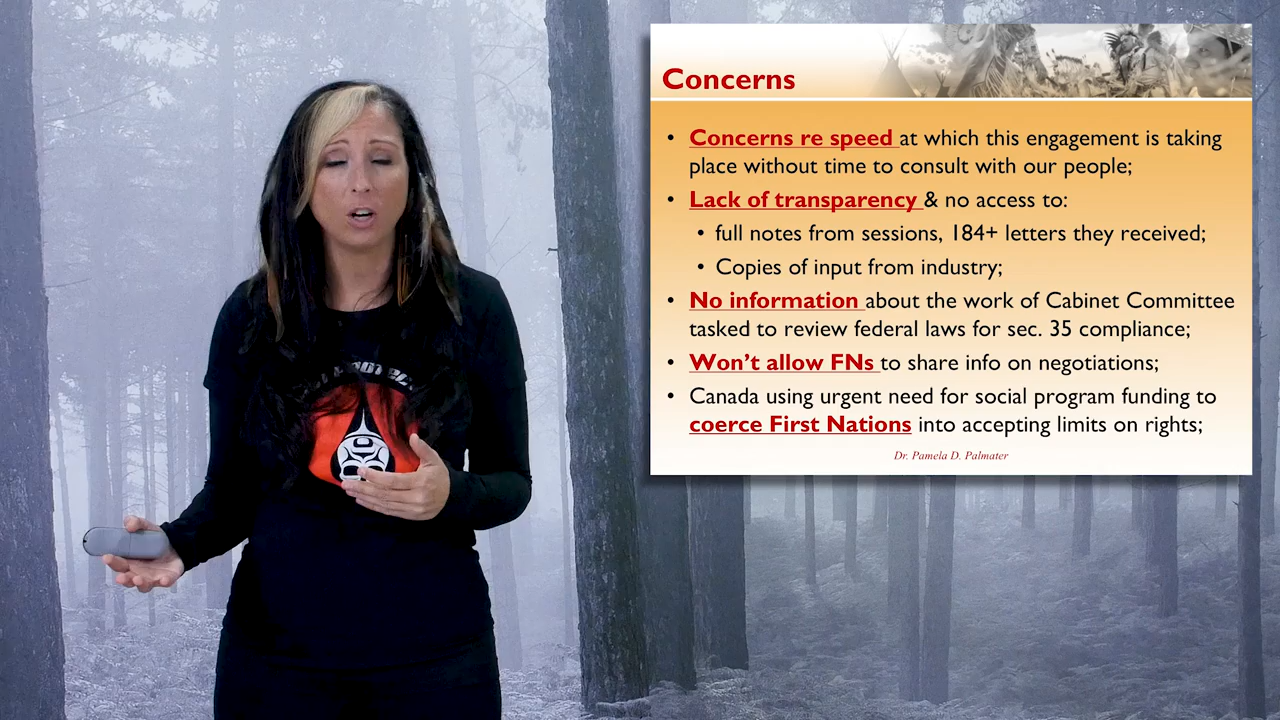 Concerns
• Concerns re speed at which this engagement is taking
place without time to consult with our people;
• Lack of transparency & no access to:
• full notes from sessions, 184+ letters they received;
• Copies of input from industry;
• No information about the work of Cabinet Committee
tasked to review federal laws for sec. 35 compliance;
• Won’t allow FNs to share info on negotiations;
• Canada using urgent need for social program funding to
coerce First Nations into accepting limits on rights;
Dr. Pamela D. Palmater